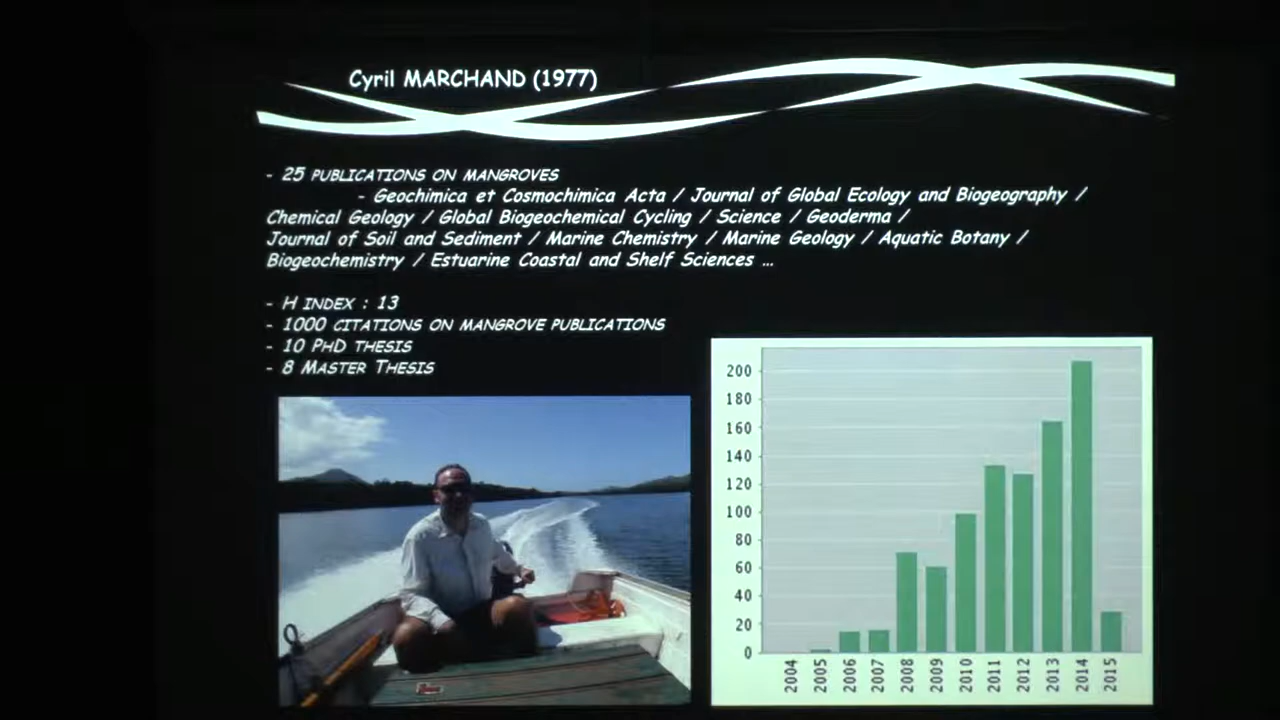 Cyril MARCHAND (1977)
- 25 PUBLICATIONS ON MANGROVES
- Geochimica et Cosmochimica Acta / Journal of Global Ecology and Biogeography /
Chemical Geology / Global Biogeochemical Cycling / Science / Geoderma /
Journal of Soil and Sediment / Marine Chemistry / Marine Geology / Aquatic Botany /
Biogeochemistry / Estuarine Coastal and Shelf Sciences ...
- H INDEX : 13
- 1000 CITATIONS ON MANGROVE PUBLICATIONS
- 10 PHD THESIS
- 8 MASTER THESIS
200
180
160
140
120
100
80
60
40
20
0
2004 2005 2006 2007 2008 2009 2010 2011 2012 2013 2014 2015